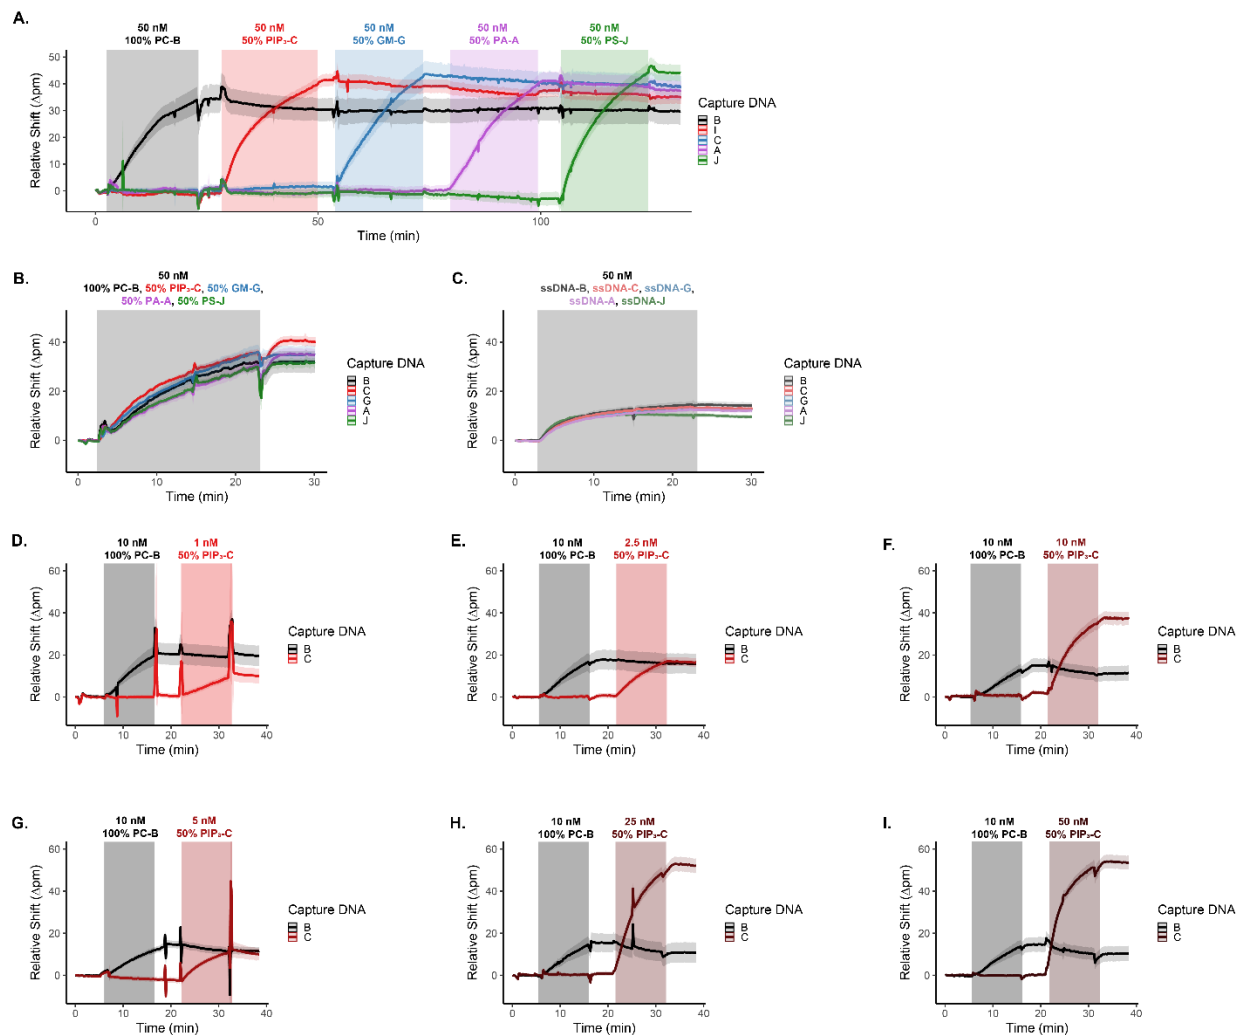 A.
50 nM
100% PC-B
50 nM
50% PIP₃-C
50 nM
50% GM-G
50 nM
50% PA-A
50 nM
50% PS-J
Relative Shift (Δpm)
50
40
30
20
10
0
0
50
100
Time (min)
Capture DNA
B
I
C
A
J
B.
50 nM
100% PC-B, 50% PIP₃-C, 50% GM-G,
50% PA-A, 50% PS-J
Relative Shift (Δpm)
40
20
0
0
10
20
30
Time (min)
Capture DNA
B
C
G
A
J
C.
50 nM
ssDNA-B, ssDNA-C, ssDNA-G,
ssDNA-A, ssDNA-J
Relative Shift (Δpm)
40
20
0
0
10
20
30
Time (min)
Capture DNA
B
C
G
A
J
D.
10 nM
100% PC-B
1 nM
50% PIP₃-C
Relative Shift (Δpm)
60
40
20
0
0
10
20
30
40
Time (min)
Capture DNA
B
C
E.
10 nM
100% PC-B
2.5 nM
50% PIP₃-C
Relative Shift (Δpm)
60
40
20
0
0
10
20
30
40
Time (min)
Capture DNA
B
C
F.
10 nM
100% PC-B
10 nM
50% PIP₃-C
Relative Shift (Δpm)
60
40
20
0
0
10
20
30
40
Time (min)
Capture DNA
B
C
G.
10 nM
100% PC-B
5 nM
50% PIP₃-C
Relative Shift (Δpm)
60
40
20
0
0
10
20
30
40
Time (min)
Capture DNA
B
C
H.
10 nM
100% PC-B
25 nM
50% PIP₃-C
Relative Shift (Δpm)
60
40
20
0
0
10
20
30
40
Time (min)
Capture DNA
B
C
I.
10 nM
100% PC-B
50 nM
50% PIP₃-C
Relative Shift (Δpm)
60
40
20
0
0
10
20
30
40
Time (min)
Capture DNA
B
C